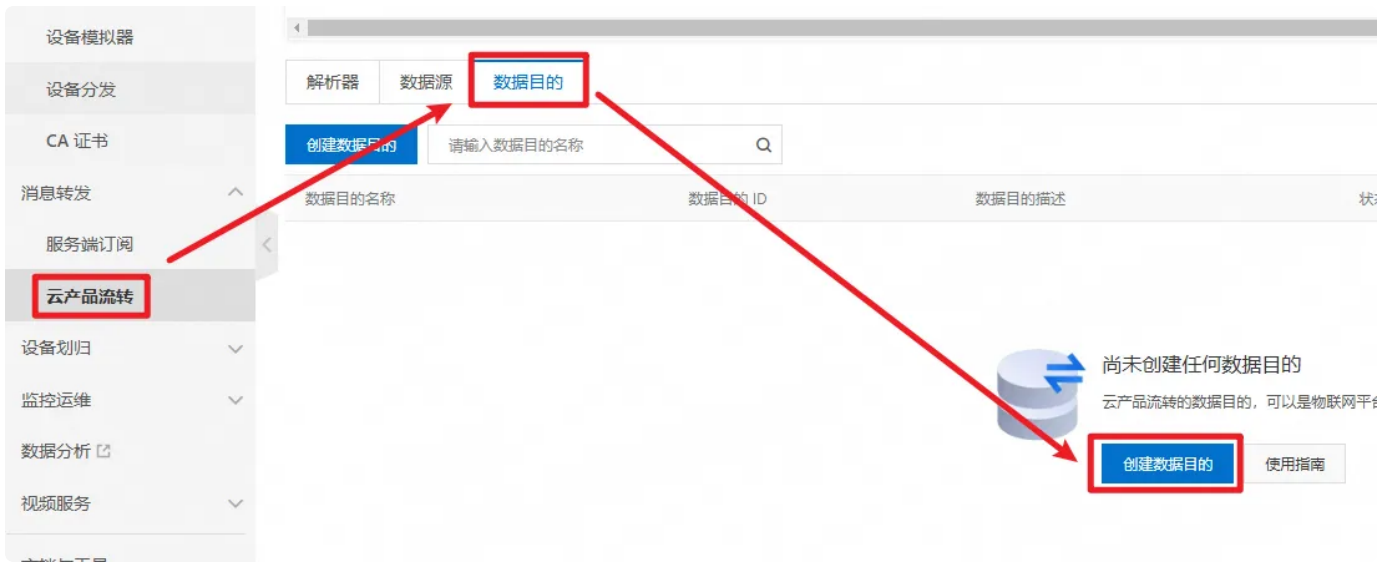 设备模拟器
设备分发
CA 证书
消息转发
服务端订阅
云产品流转
设备划归
监控运维
数据分析
视频服务
解析器 数据源 数据目的
创建数据目的 请输入数据目的名称
数据目的名称 数据目的 ID 数据目的描述
尚未创建任何数据目的
云产品流转的数据目的，可以是物联网平
创建数据目的 使用指南